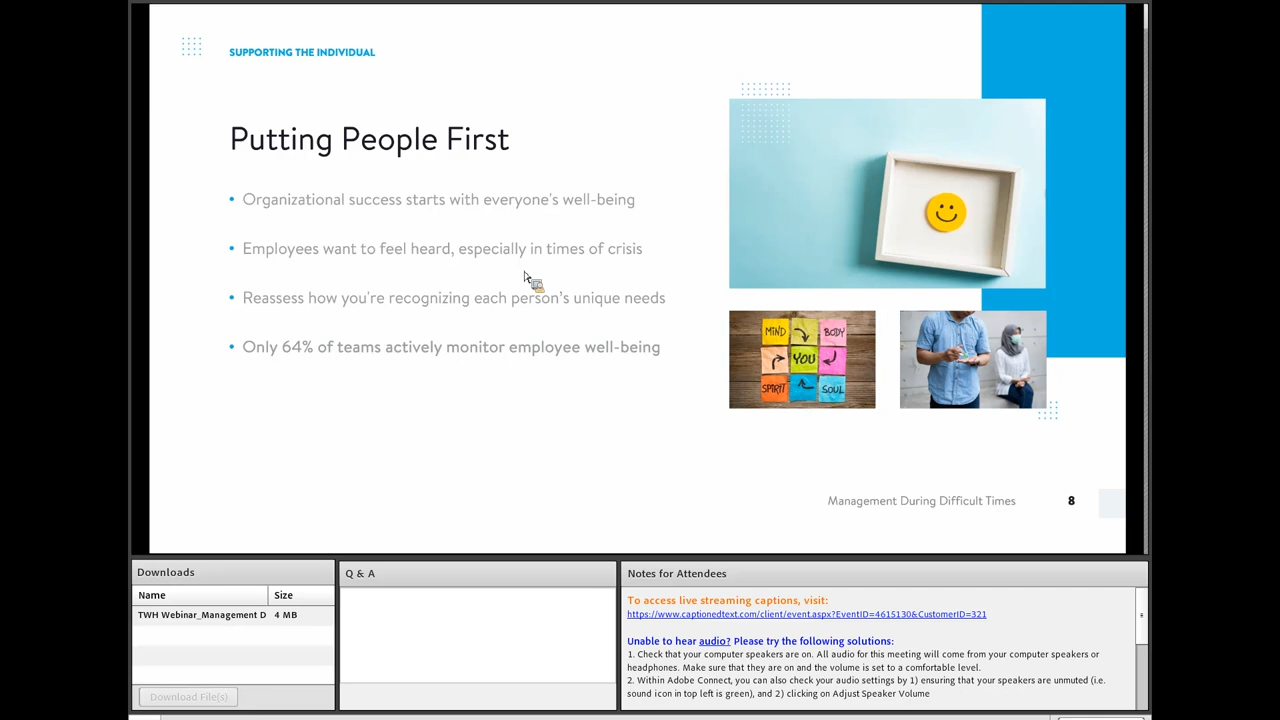 SUPPORTING THE INDIVIDUAL
Putting People First
• Organizational success starts with everyone's well-being
• Employees want to feel heard, especially in times of crisis
• Reassess how you're recognizing each person's unique needs
• Only 64% of teams actively monitor employee well-being
MIND
BODY
YOU
SPIRIT
SOUL
Management During Difficult Times
8
Downloads
Name
Size
TWH Webinar_Management D
4 MB
Download File(s)
Q & A
Notes for Attendees
To access live streaming captions, visit:
https://www.captionedtext.com/client/event.aspx?EventID=4615130&CustomerID=321
Unable to hear audio? Please try the following solutions:
1. Check that your computer speakers are on. All audio for this meeting will come from your computer speakers or
headphones. Make sure that they are on and the volume is set to a comfortable level.
2. Within Adobe Connect, you can also check your audio settings by 1) ensuring that your speakers are unmuted (i.e.
sound icon in top left is green), and 2) clicking on Adjust Speaker Volume